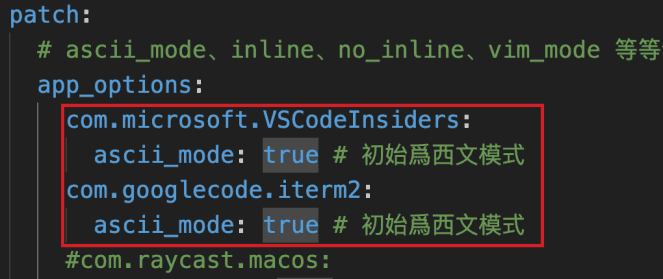 patch:
# ascii_mode、inline、no_inline、vim_mode 等等
app_options:
com.microsoft.VSCodeInsiders:
ascii_mode: true # 初始爲西文模式
com.googlecode.iterm2:
ascii_mode: true # 初始爲西文模式
#com.raycast.macos: